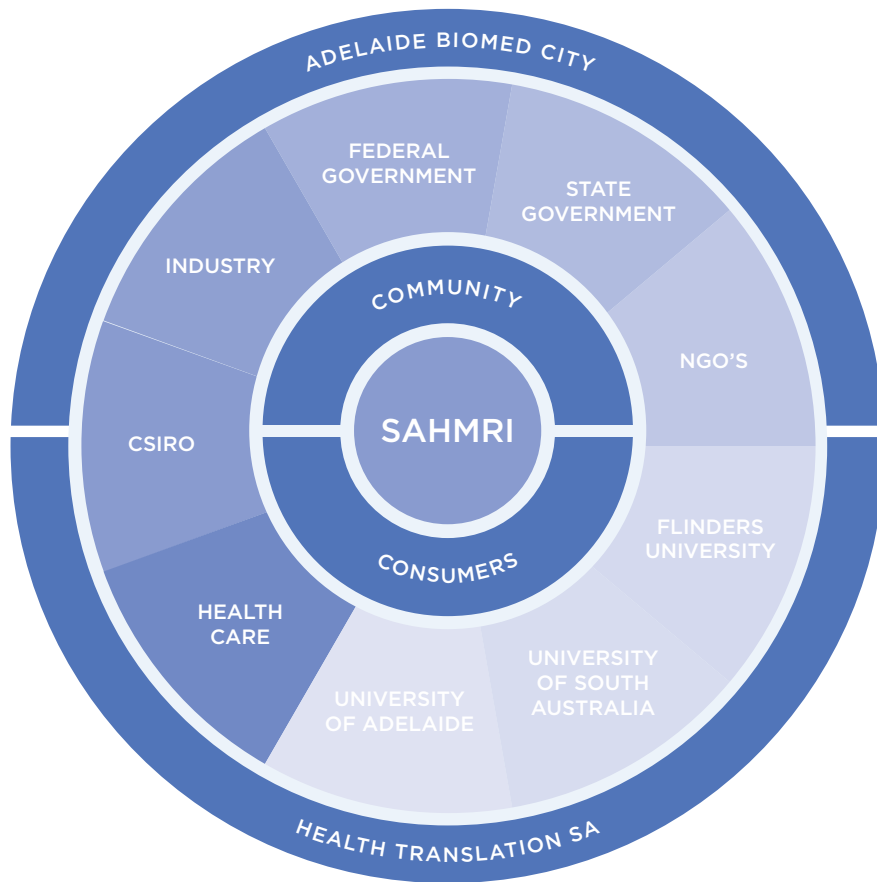 ADELAIDE BIOMED CITY
FEDERAL
GOVERNMENT
STATE
GOVERNMENT
INDUSTRY
COMMUNITY
NGO'S
SAHMRI
CSIRO
FLINDERS
UNIVERSITY
CONSUMERS
HEALTH
CARE
UNIVERSITY
OF SOUTH
AUSTRALIA
UNIVERSITY
OF ADELAIDE
HEALTH TRANSLATION SA